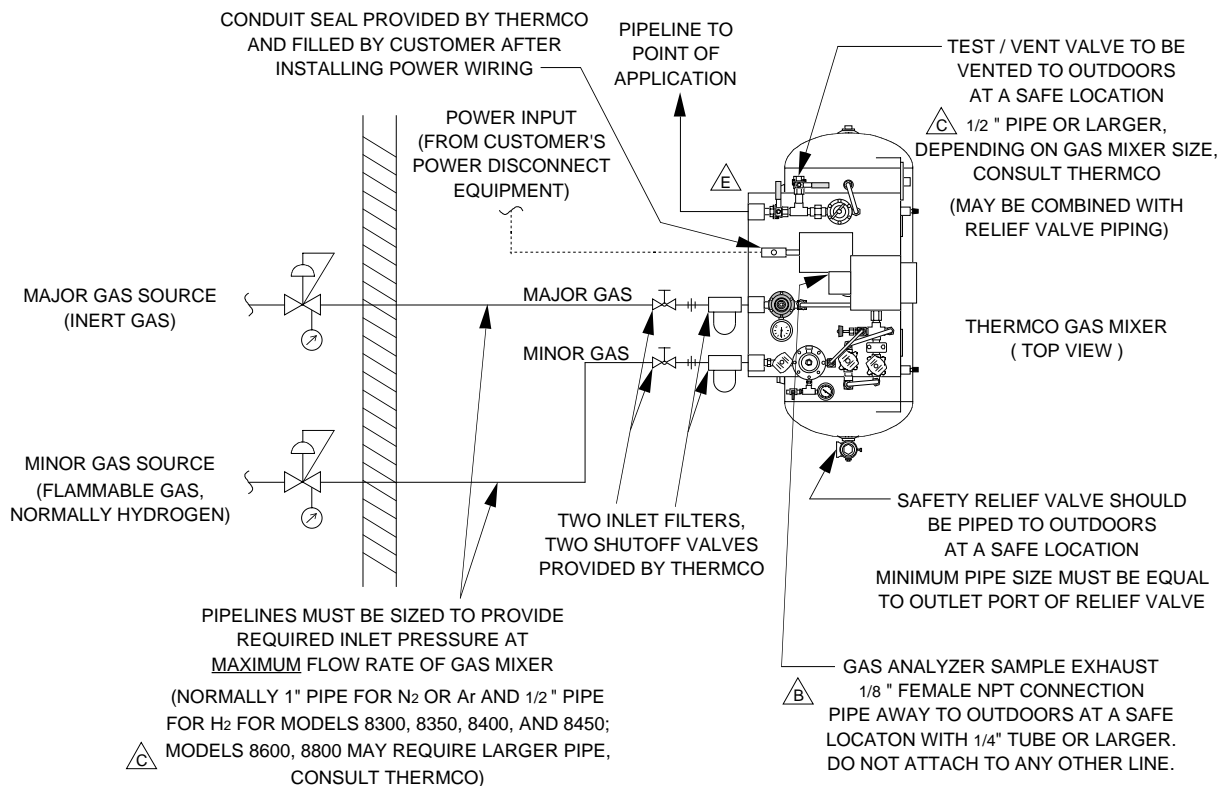 CONDUIT SEAL PROVIDED BY THERMCO
AND FILLED BY CUSTOMER AFTER
INSTALLING POWER WIRING
PIPELINE TO
POINT OF
APPLICATION
TEST / VENT VALVE TO BE
VENTED TO OUTDOORS
AT A SAFE LOCATION
C 1/2 " PIPE OR LARGER,
DEPENDING ON GAS MIXER SIZE,
CONSULT THERMCO
(MAY BE COMBINED WITH
RELIEF VALVE PIPING)
POWER INPUT
(FROM CUSTOMER'S
POWER DISCONNECT
EQUIPMENT)
E
MAJOR GAS SOURCE
(INERT GAS)
MAJOR GAS
MINOR GAS
THERMCO GAS MIXER
( TOP VIEW )
MINOR GAS SOURCE
(FLAMMABLE GAS,
NORMALLY HYDROGEN)
TWO INLET FILTERS,
TWO SHUTOFF VALVES
PROVIDED BY THERMCO
SAFETY RELIEF VALVE SHOULD
BE PIPED TO OUTDOORS
AT A SAFE LOCATION
MINIMUM PIPE SIZE MUST BE EQUAL
TO OUTLET PORT OF RELIEF VALVE
PIPELINES MUST BE SIZED TO PROVIDE
REQUIRED INLET PRESSURE AT
MAXIMUM FLOW RATE OF GAS MIXER
(NORMALLY 1" PIPE FOR N2 OR Ar AND 1/2 " PIPE
FOR H2 FOR MODELS 8300, 8350, 8400, AND 8450;
C MODELS 8600, 8800 MAY REQUIRE LARGER PIPE,
CONSULT THERMCO)
GAS ANALYZER SAMPLE EXHAUST
B 1/8 " FEMALE NPT CONNECTION
PIPE AWAY TO OUTDOORS AT A SAFE
LOCATON WITH 1/4" TUBE OR LARGER.
DO NOT ATTACH TO ANY OTHER LINE.